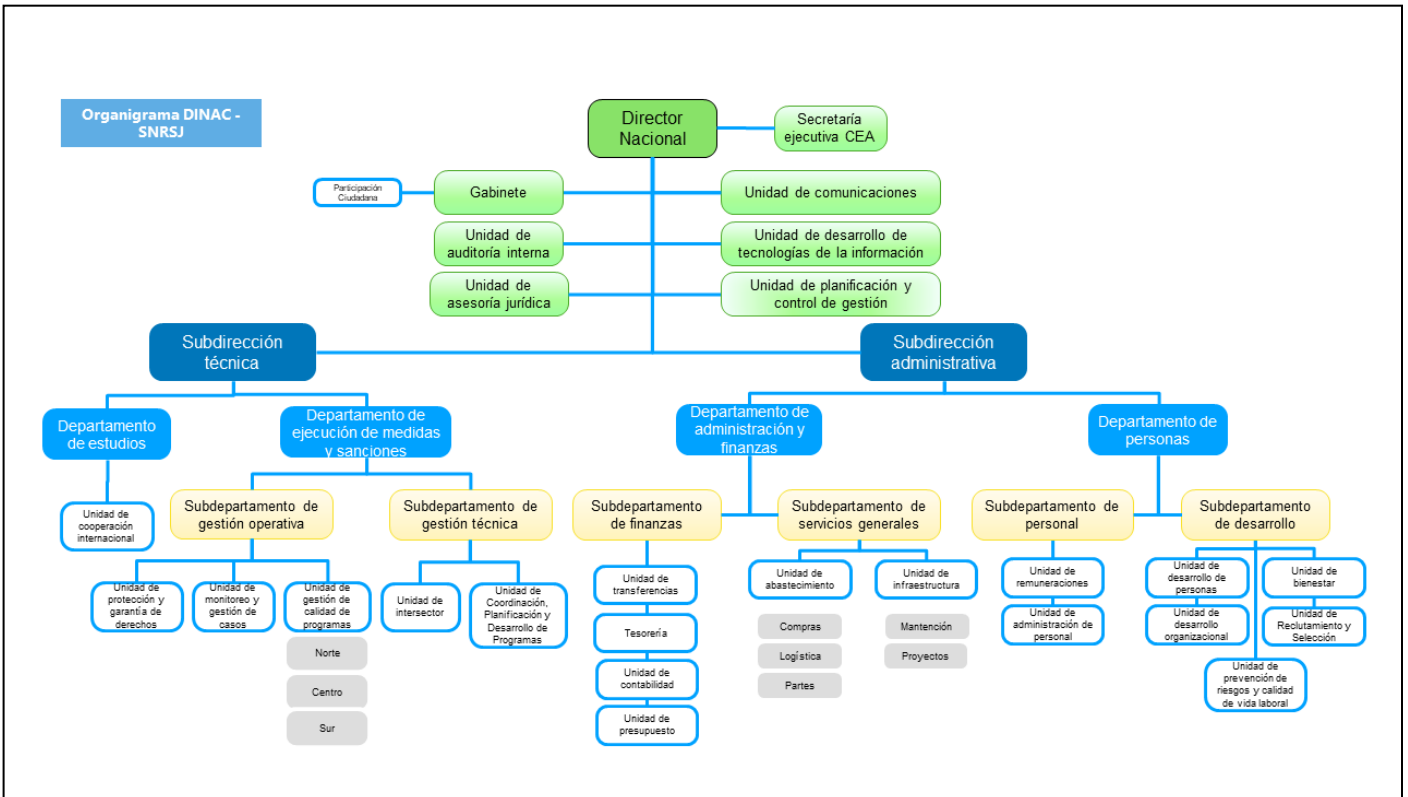 Organigrama DINAC -
SNRSJ
Director
Nacional
Secretaría
ejecutiva CEA
Participación
Ciudadana
Gabinete
Unidad de comunicaciones
Unidad de
auditoría interna
Unidad de desarrollo de
tecnologías de la información
Unidad de
asesoría jurídica
Unidad de planificación y
control de gestión
Subdirección
técnica
Subdirección
administrativa
Departamento
de estudios
Departamento de
ejecución de medidas
y sanciones
Departamento de
administración y
finanzas
Departamento de
personas
Unidad de
cooperación
internacional
Subdepartamento de
gestión operativa
Subdepartamento de
gestión técnica
Subdepartamento
de finanzas
Subdepartamento de
servicios generales
Subdepartamento de
personal
Subdepartamento
de desarrollo
Unidad de
protección y
garantía de
derechos
Unidad de
monitoreo y
gestión de
casos
Unidad de
gestión de
calidad de
programas
Norte
Centro
Sur
Unidad de
intersector
Unidad de
Coordinación,
Planificación y
Desarrollo de
Programas
Unidad de
transferencias
Tesorería
Unidad de
contabilidad
Unidad de
presupuesto
Unidad de
abastecimiento
Compras
Logística
Partes
Unidad de
infraestructura
Mantención
Proyectos
Unidad de
remuneraciones
Unidad de
administración de
personal
Unidad de
desarrollo de
personas
Unidad de
desarrollo
organizacional
Unidad de
bienestar
Unidad de
Reclutamiento y
Selección
Unidad de
prevención de
riesgos y calidad
de vida laboral